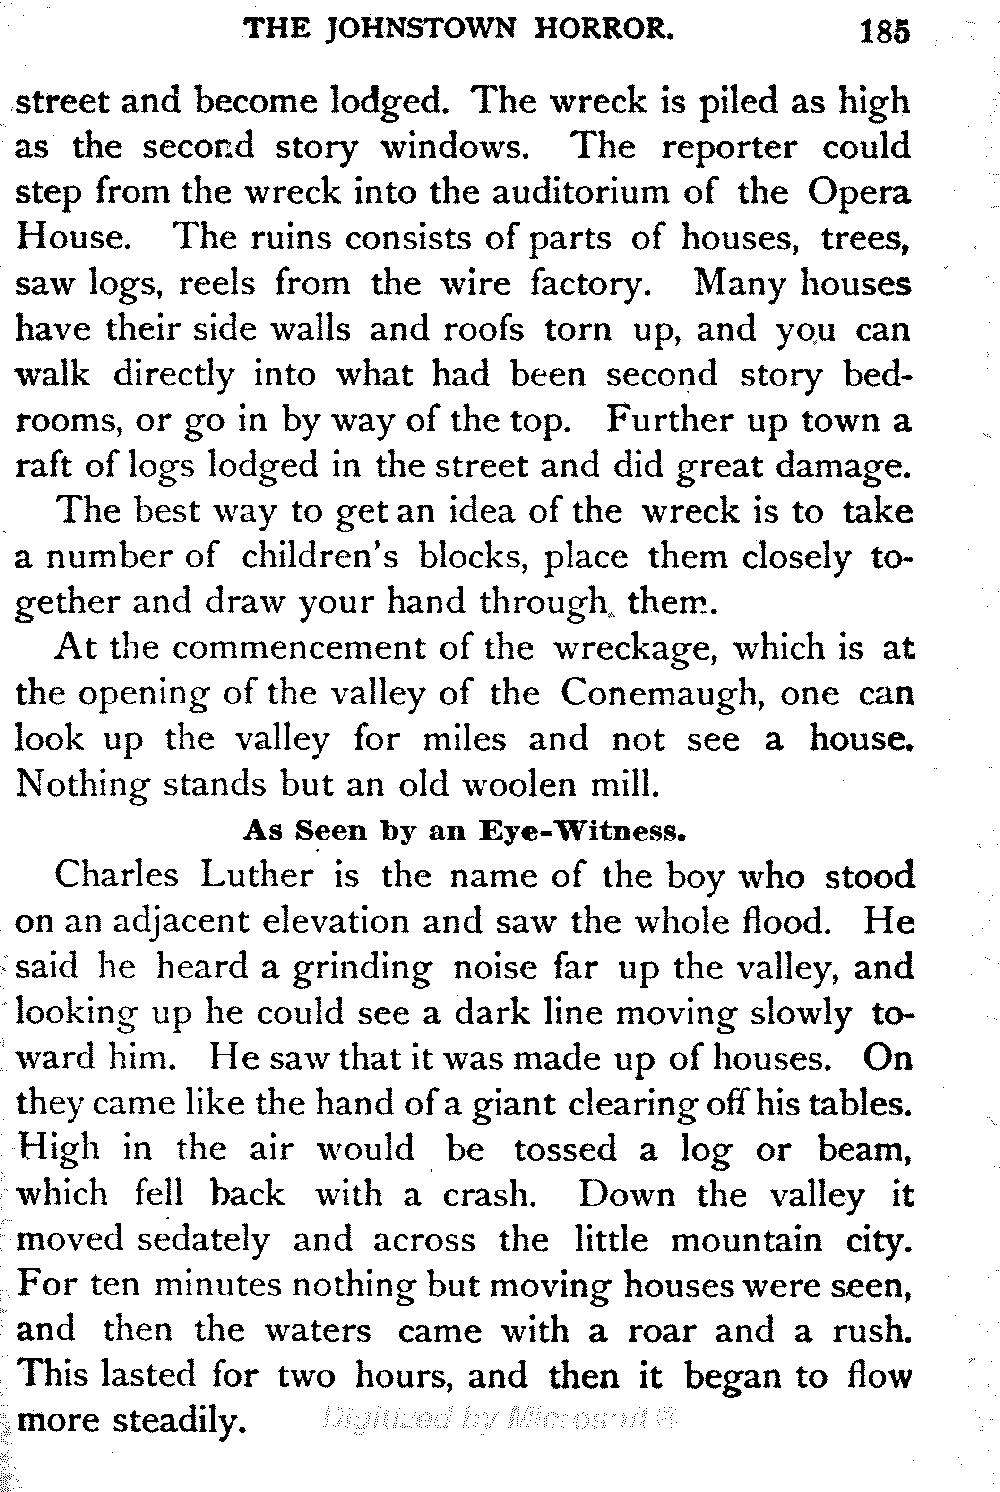 THE JOHNSTOWN HORROR. 185
street and become lodged. The wreck is piled as high
as the second story windows. The reporter could
step from the wreck into the auditorium of the Opera
House. The ruins consists of parts of houses, trees,
saw logs, reels from the wire factory. Many houses
have their side walls and roofs torn up, and you can
walk directly into what had been second story bed-
rooms, or go in by way of the top. Further up town a
raft of logs lodged in the street and did great damage.
The best way to get an idea of the wreck is to take
a number of children's blocks, place them closely to-
gether and draw your hand through them.
At the commencement of the wreckage, which is at
the opening of the valley of the Conemaugh, one can
look up the valley for miles and not see a house.
Nothing stands but an old woolen mill.
As Seen by an Eye-Witness.
Charles Luther is the name of the boy who stood
on an adjacent elevation and saw the whole flood. He
said he heard a grinding noise far up the valley, and
looking up he could see a dark line moving slowly to-
ward him. He saw that it was made up of houses. On
they came like the hand of a giant clearing off his tables.
High in the air would be tossed a log or beam,
which fell back with a crash. Down the valley it
moved sedately and across the little mountain city.
For ten minutes nothing but moving houses were seen,
and then the waters came with a roar and a rush.
This lasted for two hours, and then it began to flow
more steadily.
Digitized by Microsoft ®